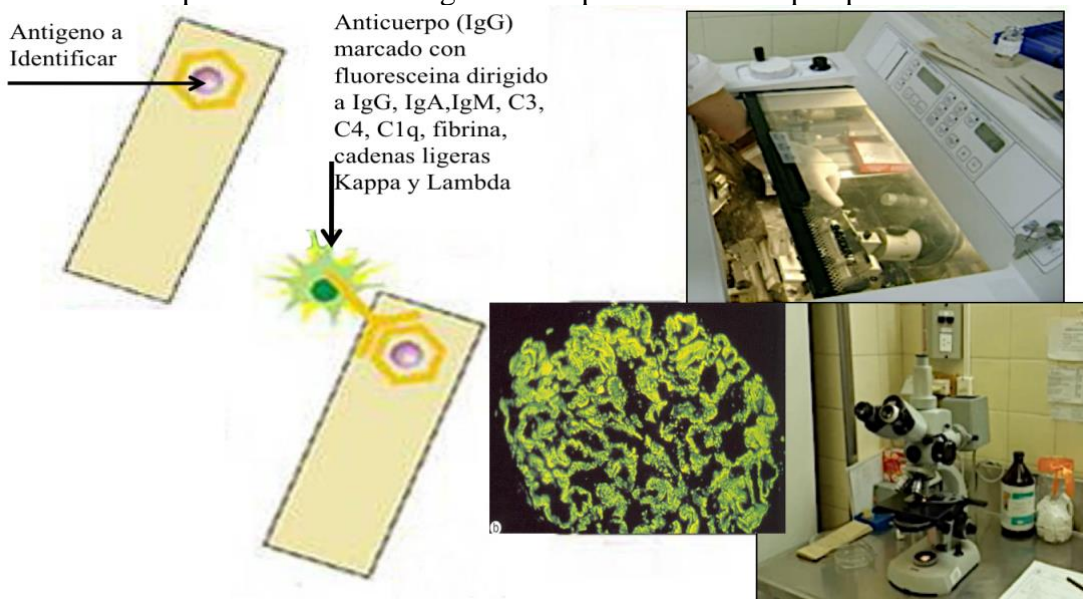 Antigeno a
Identificar
Anticuerpo (IgG)
marcado con
fluoresceina dirigido
a IgG, IgA,IgM, C3,
C4, C1q, fibrina,
cadenas ligeras
Kappa y Lambda
b